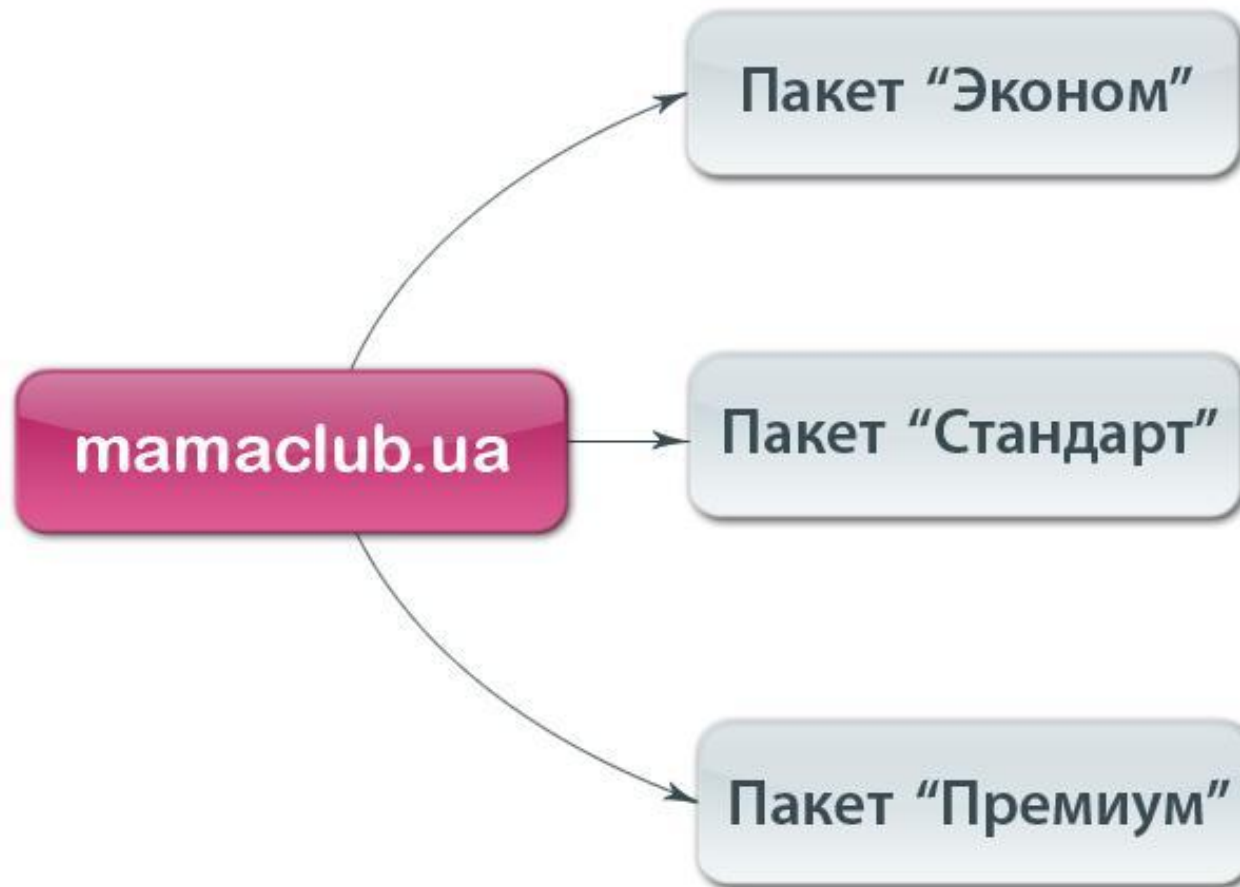 Пакет “Эконом”
mamaclub.ua
Пакет “Стандарт”
Пакет “Премиум”